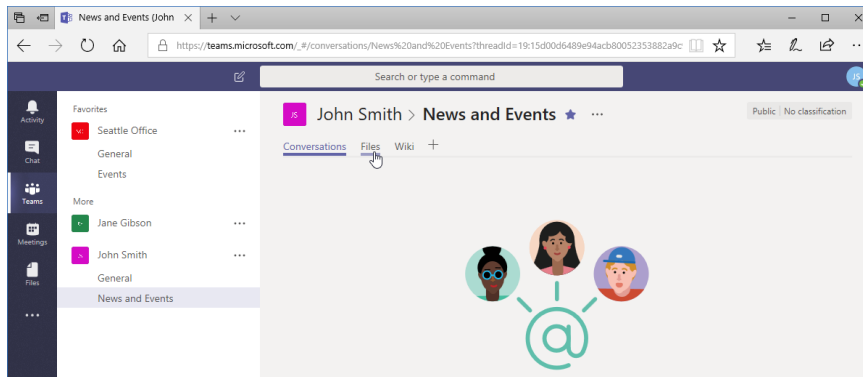 News and Events (John
https://teams.microsoft.com/_#/conversations/News%20and%20Events?threadId=19:15d00d6489e94acb80052353882a9c
Search or type a command
JS
Activity
Chat
Teams
Meetings
Files
Favorites
Seattle Office
General
Events
More
Jane Gibson
John Smith
General
News and Events
JS
John Smith > News and Events
Public
No classification
Conversations
Files
Wiki
@